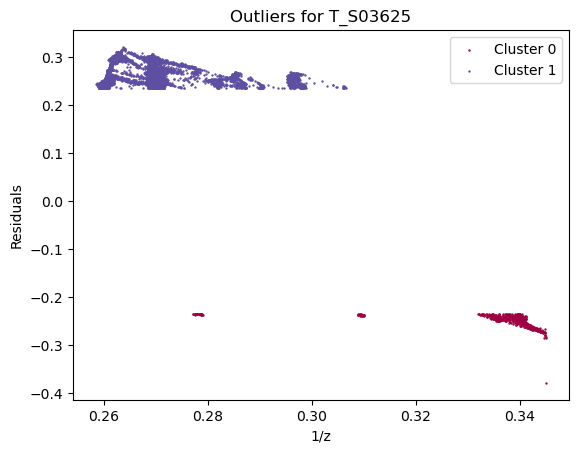 Outliers for T_S03625
Cluster 0
Cluster 1
Residuals
0.3
0.2
0.1
0.0
−0.1
−0.2
−0.3
−0.4
0.26 0.28 0.30 0.32 0.34
1/z